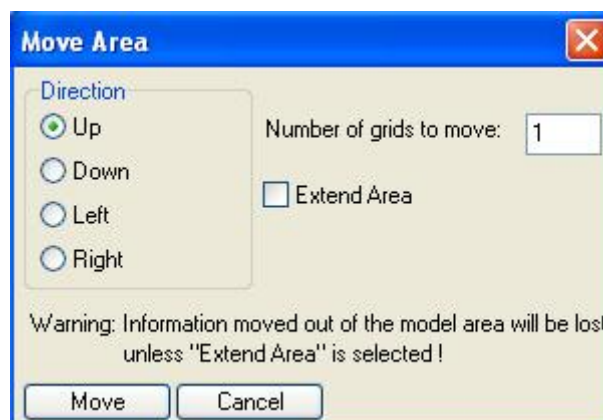 Move Area
Direction
Up
Number of grids to move: 1
Down
Extend Area
Left
Right
Warning: Information moved out of the model area will be lost
unless "Extend Area" is selected !
Move Cancel